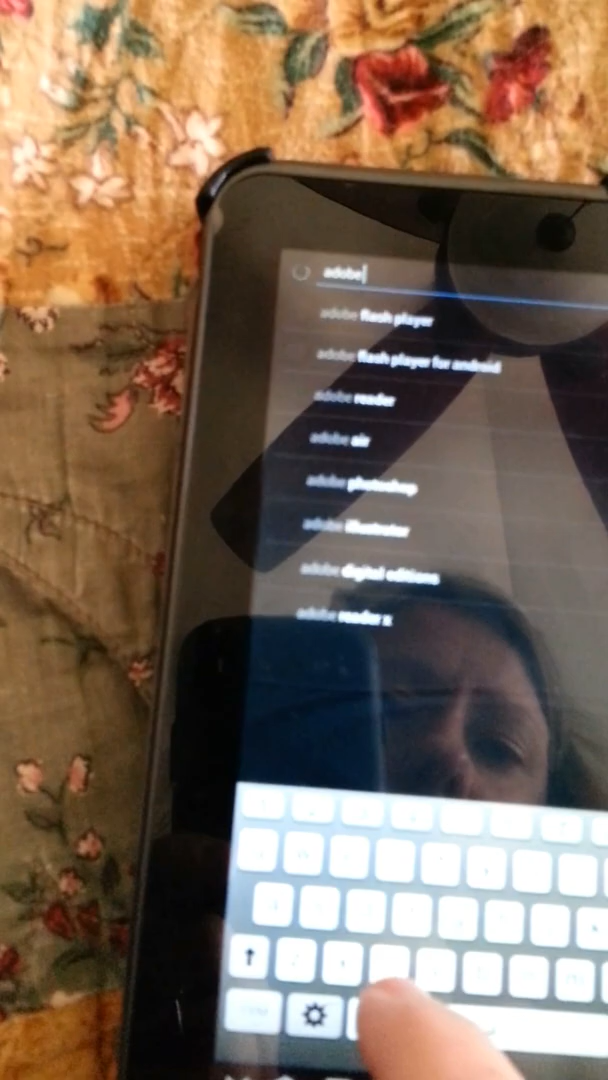 adobe
adobe flash player
adobe flash player for android
adobe reader
adobe air
adobe photoshop
adobe illustrator
adobe digital editions
adobe reader x